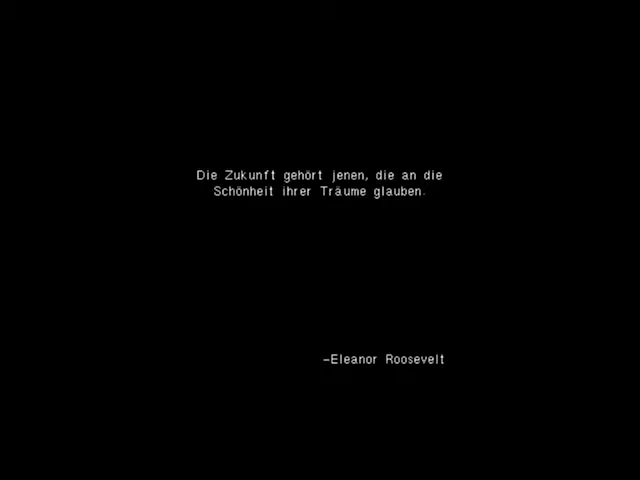 Die Zukunft gehört jenen, die an die
Schönheit ihrer Träume glauben.
-Eleanor Roosevelt